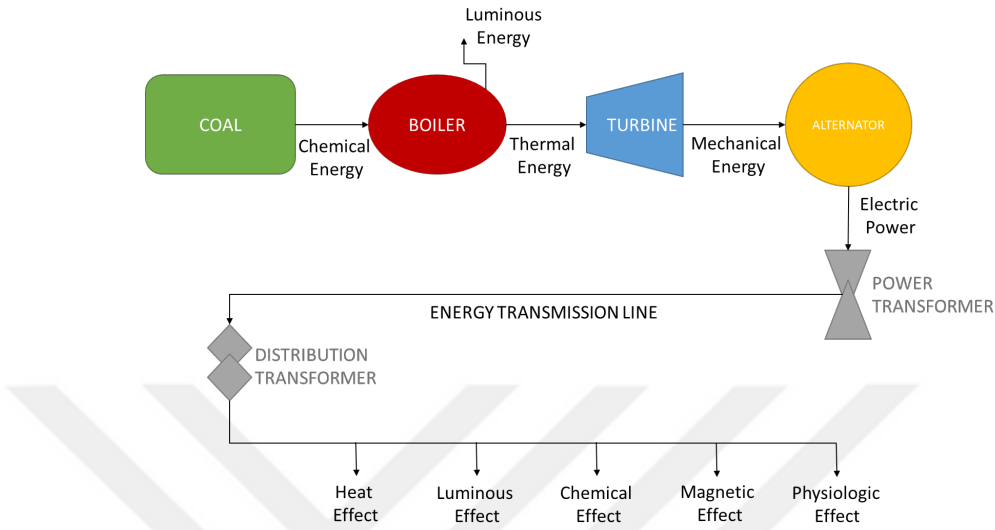 Luminous
Energy
COAL
Chemical
Energy
BOILER
Thermal
Energy
TURBINE
Mechanical
Energy
ALTERNATOR
Electric
Power
POWER
TRANSFORMER
ENERGY TRANSMISSION LINE
DISTRIBUTION
TRANSFORMER
Heat
Effect
Luminous
Effect
Chemical
Effect
Magnetic
Effect
Physiologic
Effect